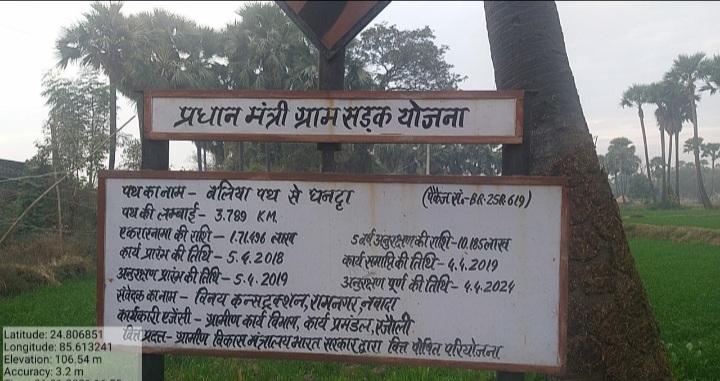 प्रधान मंत्री ग्राम सड़क योजना
पथ का नाम - बेलिया पथ से घनट्टा (पैकेज सं.- BR-25R-619)
पथ की लम्बाई - 3.789 KM.
एकरारनामा की राशि - 171.496 लाख 5 वर्ष अनुरक्षण की राशि - 10.185 लाख
कार्य प्रारंभ की तिथि - 5.4.2018 कार्य समाप्ति की तिथि - 4.4.2019
अनुरक्षण प्रारंभ की तिथि - 5.4.2019 अनुरक्षण पूर्ण की तिथि - 4.4.2024
संवेदक का नाम - विनय कन्सट्रक्शन, रामनगर, नवादा
कार्यकारी एजेंसी - ग्रामीण कार्य विभाग, कार्य प्रमंडल, रजौली
वित्त प्रदत्त - ग्रामीण विकास मंत्रालय भारत सरकार द्वारा वित्त पोषित परियोजना
Latitude: 24.806851
Longitude: 85.613241
Elevation: 106.54 m
Accuracy: 3.2 m